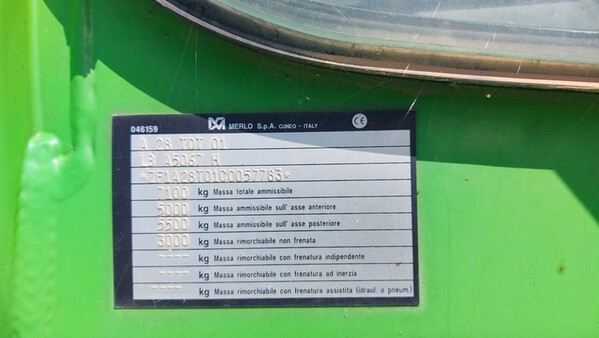 046159 MERLO S.p.A. CUNEO - ITALY CE
A 28 TDT 01
L3 A5067 H
*ZF1A28T01C0057783*
7100 kg Massa totale ammissibile
5000 kg Massa ammissibile sull' asse anteriore
5500 kg Massa ammissibile sull' asse posteriore
3000 kg Massa rimorchiabile non frenata
---- kg Massa rimorchiabile con frenatura indipendente
---- kg Massa rimorchiabile con frenatura ad inerzia
---- kg Massa rimorchiabile con frenatura assistita (idraul. o pneum.)